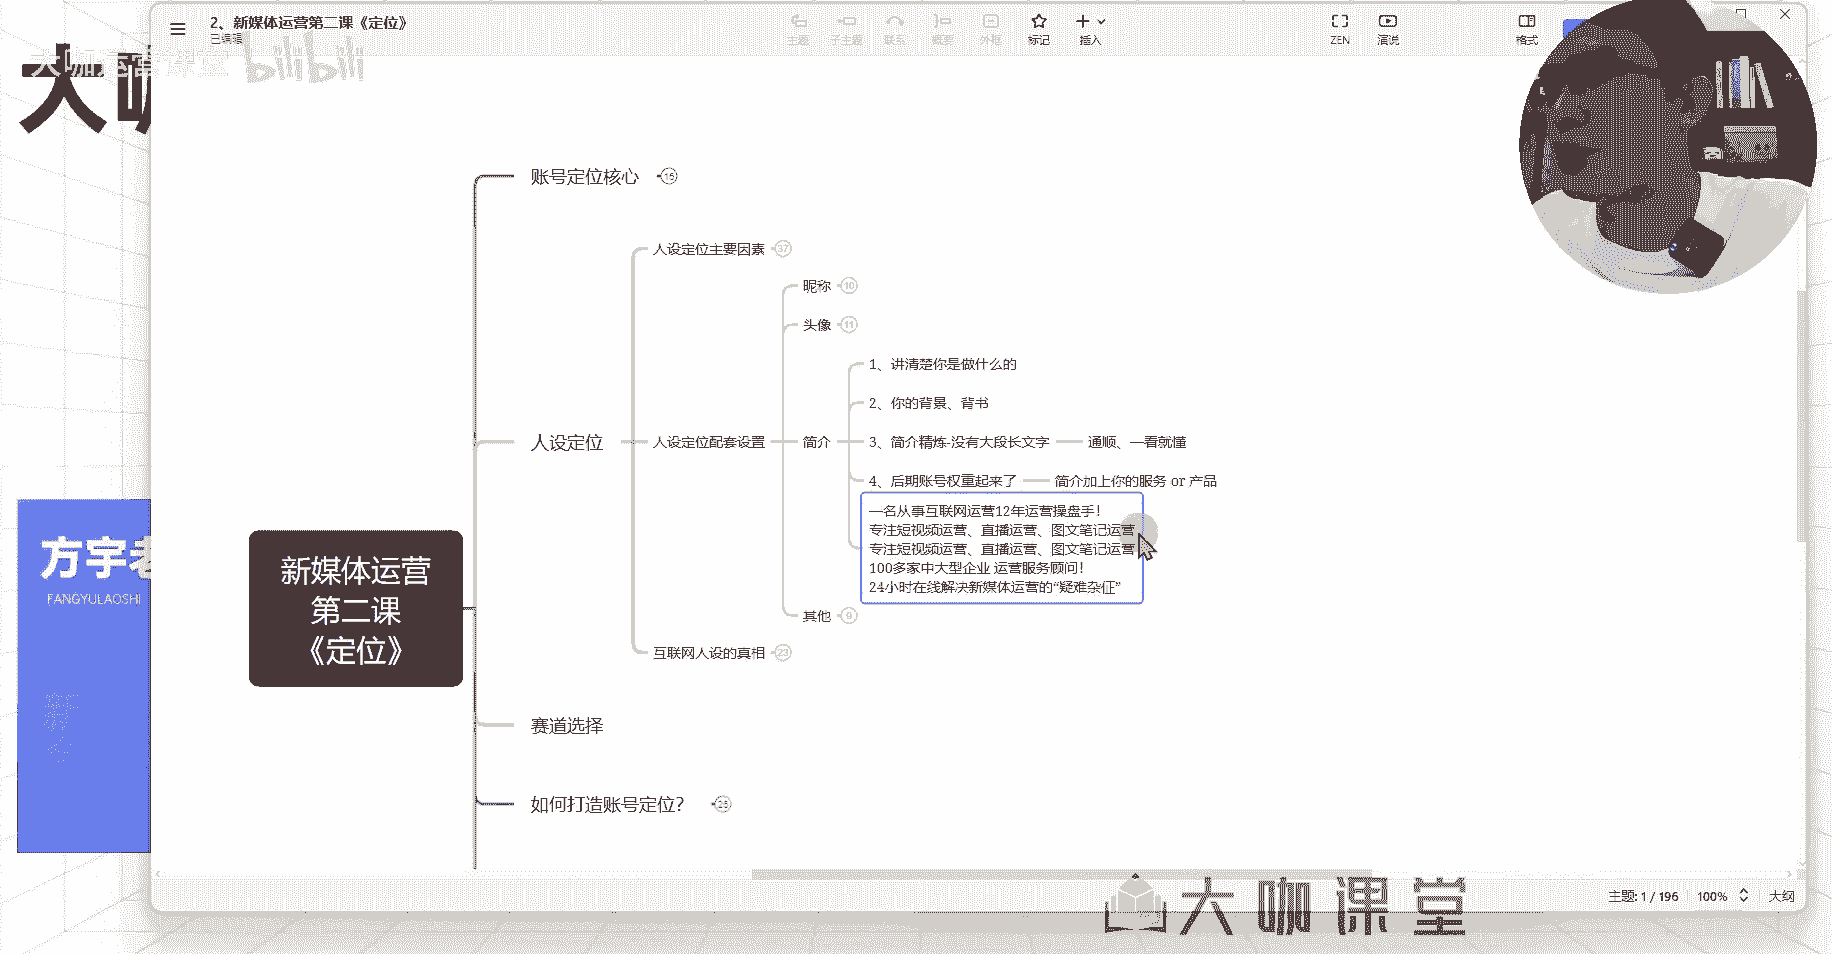 2、新媒体运营第二课《定位》
已编辑
主题
子主题
联系
概要
外框
标记
插入
ZEN
演说
格式
大咖运营课堂
bilibili
大咖
账号定位核心
15
人设定位主要因素
37
昵称
10
头像
11
1、讲清楚你是做什么的
2、你的背景、背书
人设定位
人设定位配套设置
简介
3、简介精炼-没有大段长文字
通顺、一看就懂
4、后期账号权重起来了
简介加上你的服务 or 产品
一名从事互联网运营12年运营操盘手！
专注短视频运营、直播运营、图文笔记运营
专注短视频运营、直播运营、图文笔记运营
100多家中大型企业 运营服务顾问！
24小时在线解决新媒体运营的“疑难杂征”
方宇老
FANGYULAOSHI
新媒体运营
第二课
《定位》
其他
9
互联网人设的真相
23
赛道选择
如何打造账号定位？
主题: 1 / 196
100%
大纲
大咖课堂